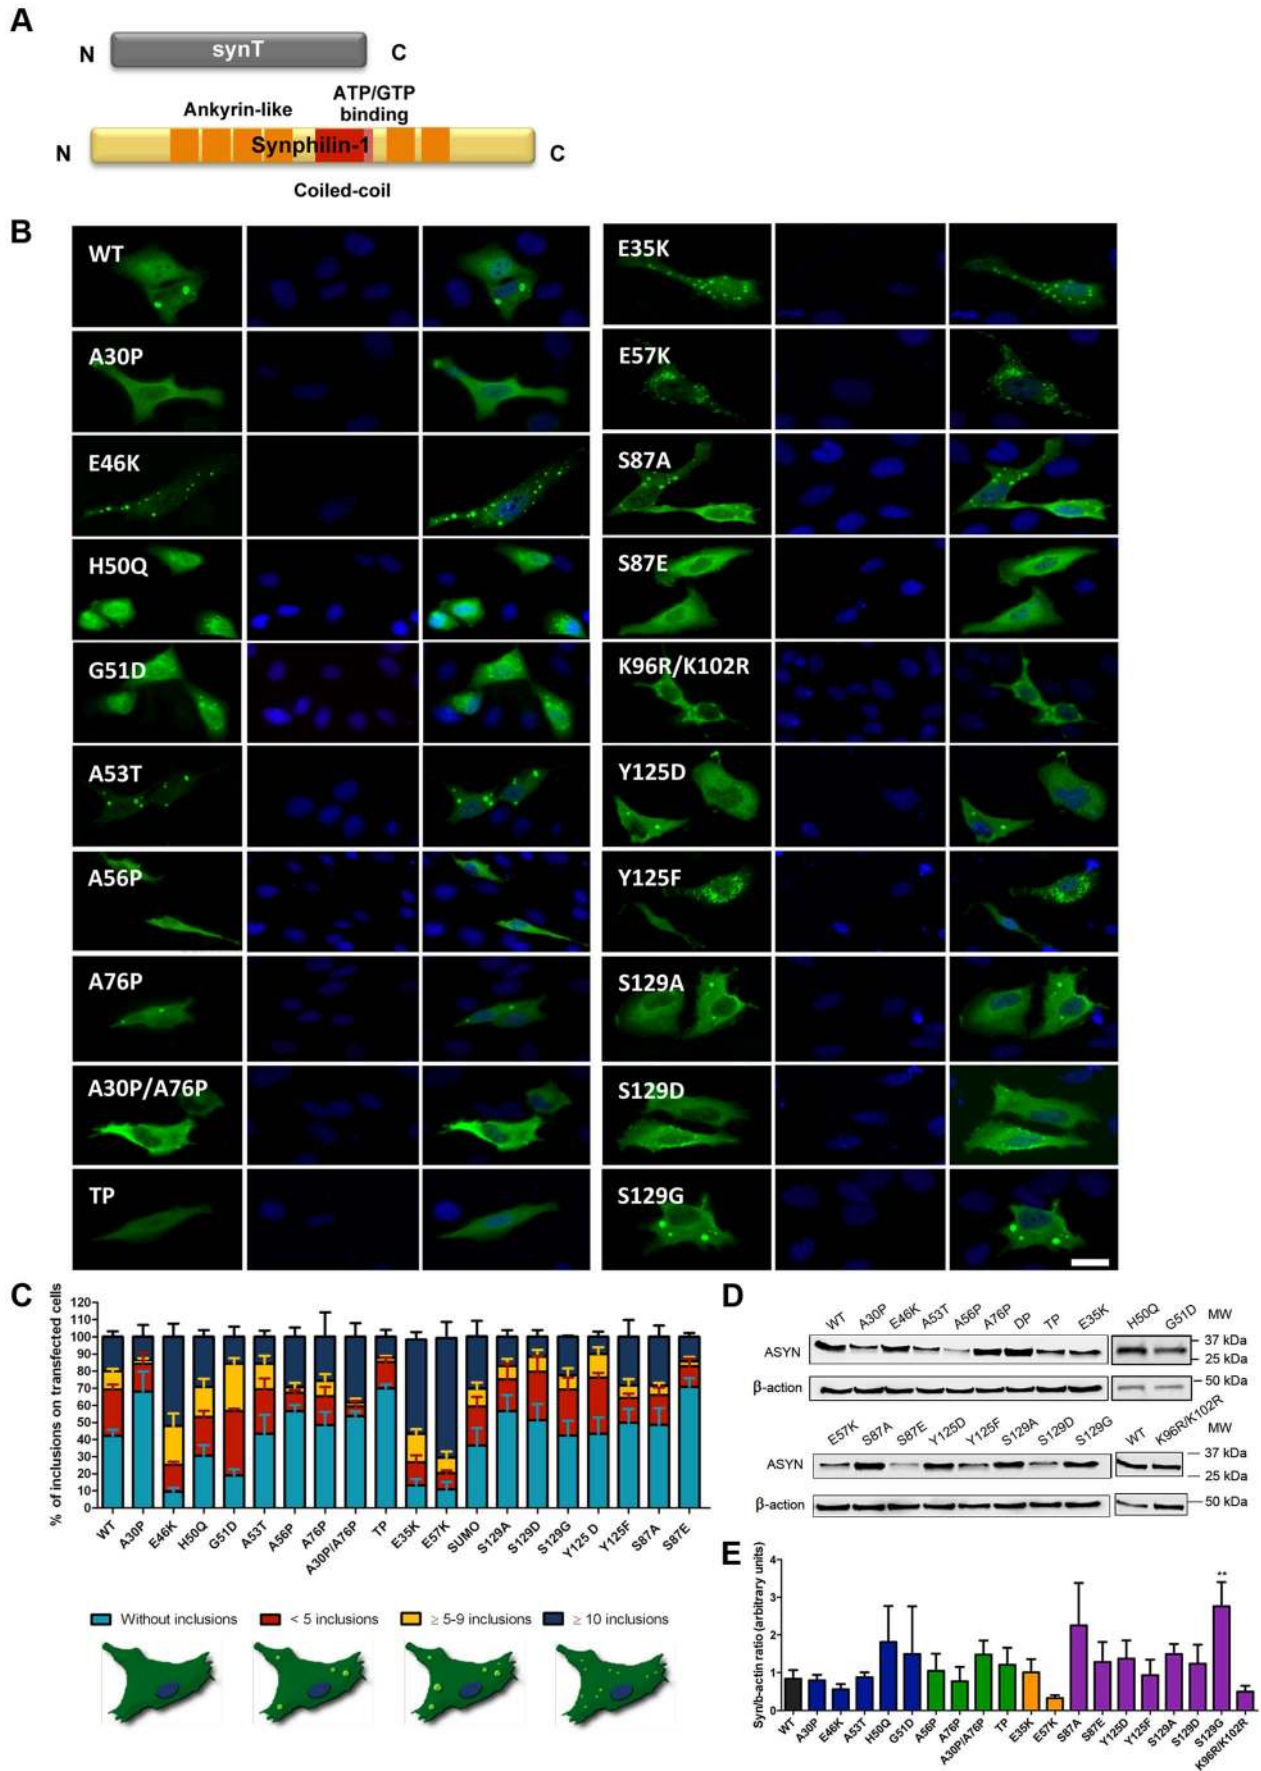 A
N synT C
Ankyrin-like
ATP/GTP
binding
N Synphilin-1 C
Coiled-coil
B
WT
E35K
A30P
E57K
E46K
S87A
H50Q
S87E
G51D
K96R/K102R
A53T
Y125D
A56P
Y125F
A76P
S129A
A30P/A76P
S129D
TP
S129G
C
% of inclusions on transfected cells
120
110
100
90
80
70
60
50
40
30
20
10
0
WT A30P E46K H50Q G51D A53T A56P A76P A30P/A76P TP E35K E57K SUMO S129A S129D S129G Y125 D Y125F S87A S87E
Without inclusions < 5 inclusions ≥ 5-9 inclusions ≥ 10 inclusions
D
WT A30P E46K A53T A56P A76P DP TP E35K H50Q G51D MW
ASYN
37 kDa
25 kDa
β-action
50 kDa
E57K S87A S87E Y125D Y125F S129A S129D S129G WT K96R/K102R MW
ASYN
37 kDa
25 kDa
β-action
50 kDa
E
Syn/b-actin ratio (arbitrary units)
4
3
2
1
0
**
WT A30P E46K A53T H50Q G51D A56P A76P A30P/A76P TP E35K E57K S87A S87E Y125D Y125F S129A S129D S129G K96R/K102R